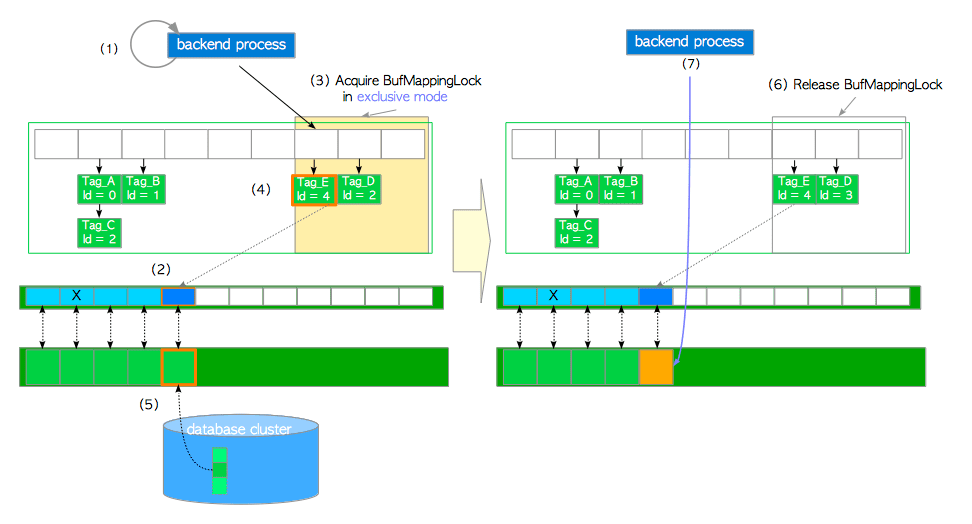 (1)
backend process
(3) Acquire BufMappingLock
in exclusive mode
(4)
Tag_A
Id = 0
Tag_B
Id = 1
Tag_E
Id = 4
Tag_D
Id = 2
Tag_C
Id = 2
(2)
X
(5)
database cluster
backend process
(7)
(6) Release BufMappingLock
Tag_A
Id = 0
Tag_B
Id = 1
Tag_E
Id = 4
Tag_D
Id = 3
Tag_C
Id = 2
X